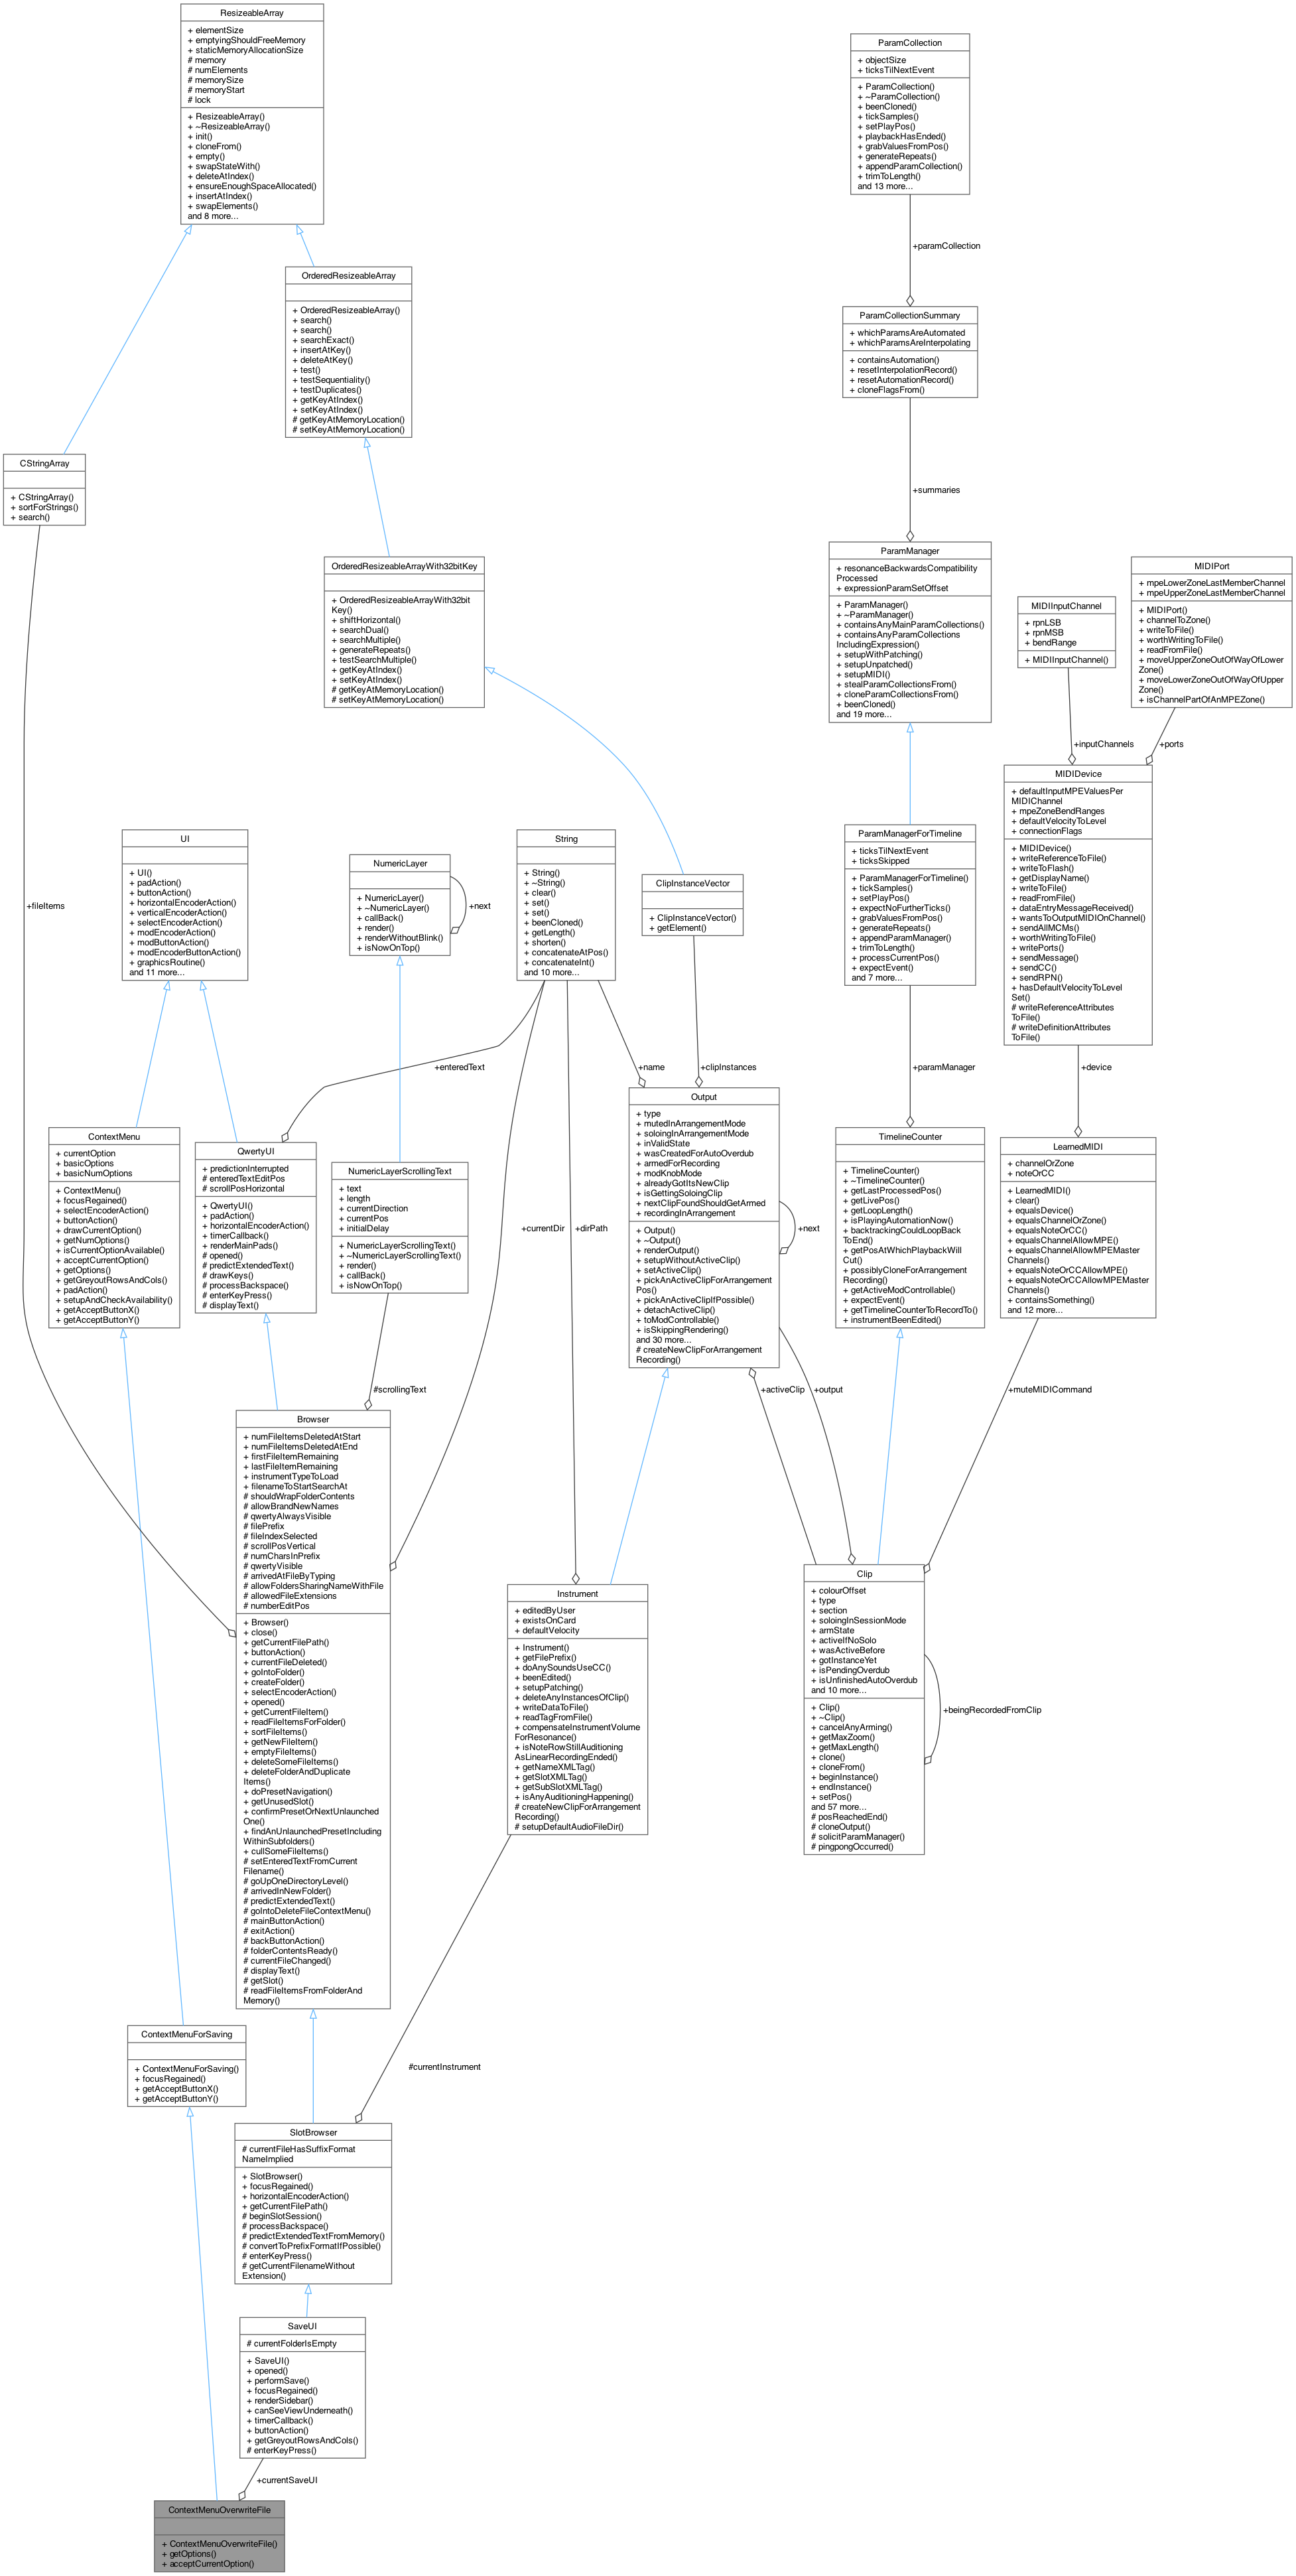 ResizeableArray
+ elementSize
+ emptyingShouldFreeMemory
+ staticMemoryAllocationSize
# memory
# numElements
# memorySize
# memoryStart
# lock
+ ResizeableArray()
+ ~ResizeableArray()
+ init()
+ cloneFrom()
+ empty()
+ swapStateWith()
+ deleteAtIndex()
+ ensureEnoughSpaceAllocated()
+ insertAtIndex()
+ swapElements()
and 8 more...
ParamCollection
+ objectSize
+ ticksTilNextEvent
+ ParamCollection()
+ ~ParamCollection()
+ beenCloned()
+ tickSamples()
+ setPlayPos()
+ playbackHasEnded()
+ grabValuesFromPos()
+ generateRepeats()
+ appendParamCollection()
+ trimToLength()
and 13 more...
+paramCollection
OrderedResizeableArray
+ OrderedResizeableArray()
+ search()
+ search()
+ searchExact()
+ insertAtKey()
+ deleteAtKey()
+ test()
+ testSequentiality()
+ testDuplicates()
+ getKeyAtIndex()
+ setKeyAtIndex()
# getKeyAtMemoryLocation()
# setKeyAtMemoryLocation()
ParamCollectionSummary
+ whichParamsAreAutomated
+ whichParamsAreInterpolating
+ containsAutomation()
+ resetInterpolationRecord()
+ resetAutomationRecord()
+ cloneFlagsFrom()
+summaries
CStringArray
+ CStringArray()
+ sortForStrings()
+ search()
OrderedResizeableArrayWith32bitKey
+ OrderedResizeableArrayWith32bit
Key()
+ shiftHorizontal()
+ searchDual()
+ searchMultiple()
+ generateRepeats()
+ testSearchMultiple()
+ getKeyAtIndex()
+ setKeyAtIndex()
# getKeyAtMemoryLocation()
# setKeyAtMemoryLocation()
ParamManager
+ resonanceBackwardsCompatibility
Processed
+ expressionParamSetOffset
+ ParamManager()
+ ~ParamManager()
+ containsAnyMainParamCollections()
+ containsAnyParamCollections
IncludingExpression()
+ setupWithPatching()
+ setupUnpatched()
+ setupMIDI()
+ stealParamCollectionsFrom()
+ cloneParamCollectionsFrom()
+ beenCloned()
and 19 more...
MIDIInputChannel
+ rpnLSB
+ rpnMSB
+ bendRange
+ MIDIInputChannel()
MIDIPort
+ mpeLowerZoneLastMemberChannel
+ mpeUpperZoneLastMemberChannel
+ MIDIPort()
+ channelToZone()
+ writeToFile()
+ worthWritingToFile()
+ readFromFile()
+ moveUpperZoneOutOfWayOfLower
Zone()
+ moveLowerZoneOutOfWayOfUpper
Zone()
+ isChannelPartOfAnMPEZone()
+inputChannels
+ports
MIDIDevice
+ defaultInputMPEValuesPer
MIDIChannel
+ mpeZoneBendRanges
+ defaultVelocityToLevel
+ connectionFlags
+ MIDIDevice()
+ writeReferenceToFile()
+ writeToFlash()
+ getDisplayName()
+ writeToFile()
+ readFromFile()
+ dataEntryMessageReceived()
+ wantsToOutputMIDIOnChannel()
+ sendAllMCMs()
+ worthWritingToFile()
+ writePorts()
+ sendMessage()
+ sendCC()
+ sendRPN()
+ hasDefaultVelocityToLevel
Set()
# writeReferenceAttributes
ToFile()
# writeDefinitionAttributes
ToFile()
+fileItems
UI
+ UI()
+ padAction()
+ buttonAction()
+ horizontalEncoderAction()
+ verticalEncoderAction()
+ selectEncoderAction()
+ modEncoderAction()
+ modButtonAction()
+ modEncoderButtonAction()
+ graphicsRoutine()
and 11 more...
NumericLayer
+ NumericLayer()
+ ~NumericLayer()
+ callBack()
+ render()
+ renderWithoutBlink()
+ isNowOnTop()
+next
String
+ String()
+ ~String()
+ clear()
+ set()
+ set()
+ beenCloned()
+ getLength()
+ shorten()
+ concatenateAtPos()
+ concatenateInt()
and 10 more...
ClipInstanceVector
+ ClipInstanceVector()
+ getElement()
ParamManagerForTimeline
+ ticksTilNextEvent
+ ticksSkipped
+ ParamManagerForTimeline()
+ tickSamples()
+ setPlayPos()
+ expectNoFurtherTicks()
+ grabValuesFromPos()
+ generateRepeats()
+ appendParamManager()
+ trimToLength()
+ processCurrentPos()
+ expectEvent()
and 7 more...
+enteredText
+name
+clipInstances
+paramManager
+device
ContextMenu
+ currentOption
+ basicOptions
+ basicNumOptions
+ ContextMenu()
+ focusRegained()
+ selectEncoderAction()
+ buttonAction()
+ drawCurrentOption()
+ getNumOptions()
+ isCurrentOptionAvailable()
+ acceptCurrentOption()
+ getOptions()
+ getGreyoutRowsAndCols()
+ padAction()
+ setupAndCheckAvailability()
+ getAcceptButtonX()
+ getAcceptButtonY()
QwertyUI
+ predictionInterrupted
# enteredTextEditPos
# scrollPosHorizontal
+ QwertyUI()
+ padAction()
+ horizontalEncoderAction()
+ timerCallback()
+ renderMainPads()
# opened()
# predictExtendedText()
# drawKeys()
# processBackspace()
# enterKeyPress()
# displayText()
NumericLayerScrollingText
+ text
+ length
+ currentDirection
+ currentPos
+ initialDelay
+ NumericLayerScrollingText()
+ ~NumericLayerScrollingText()
+ render()
+ callBack()
+ isNowOnTop()
+currentDir
+dirPath
Output
+ type
+ mutedInArrangementMode
+ soloingInArrangementMode
+ inValidState
+ wasCreatedForAutoOverdub
+ armedForRecording
+ modKnobMode
+ alreadyGotItsNewClip
+ isGettingSoloingClip
+ nextClipFoundShouldGetArmed
+ recordingInArrangement
+ Output()
+ ~Output()
+ renderOutput()
+ setupWithoutActiveClip()
+ setActiveClip()
+ pickAnActiveClipForArrangement
Pos()
+ pickAnActiveClipIfPossible()
+ detachActiveClip()
+ toModControllable()
+ isSkippingRendering()
and 30 more...
# createNewClipForArrangement
Recording()
+next
TimelineCounter
+ TimelineCounter()
+ ~TimelineCounter()
+ getLastProcessedPos()
+ getLivePos()
+ getLoopLength()
+ isPlayingAutomationNow()
+ backtrackingCouldLoopBack
ToEnd()
+ getPosAtWhichPlaybackWill
Cut()
+ possiblyCloneForArrangement
Recording()
+ getActiveModControllable()
+ expectEvent()
+ getTimelineCounterToRecordTo()
+ instrumentBeenEdited()
LearnedMIDI
+ channelOrZone
+ noteOrCC
+ LearnedMIDI()
+ clear()
+ equalsDevice()
+ equalsChannelOrZone()
+ equalsNoteOrCC()
+ equalsChannelAllowMPE()
+ equalsChannelAllowMPEMaster
Channels()
+ equalsNoteOrCCAllowMPE()
+ equalsNoteOrCCAllowMPEMaster
Channels()
+ containsSomething()
and 12 more...
#scrollingText
+activeClip
+output
+muteMIDICommand
Browser
+ numFileItemsDeletedAtStart
+ numFileItemsDeletedAtEnd
+ firstFileItemRemaining
+ lastFileItemRemaining
+ instrumentTypeToLoad
+ filenameToStartSearchAt
# shouldWrapFolderContents
# allowBrandNewNames
# qwertyAlwaysVisible
# filePrefix
# fileIndexSelected
# scrollPosVertical
# numCharsInPrefix
# qwertyVisible
# arrivedAtFileByTyping
# allowFoldersSharingNameWithFile
# allowedFileExtensions
# numberEditPos
+ Browser()
+ close()
+ getCurrentFilePath()
+ buttonAction()
+ currentFileDeleted()
+ goIntoFolder()
+ createFolder()
+ selectEncoderAction()
+ opened()
+ getCurrentFileItem()
+ readFileItemsForFolder()
+ sortFileItems()
+ getNewFileItem()
+ emptyFileItems()
+ deleteSomeFileItems()
+ deleteFolderAndDuplicate
Items()
+ doPresetNavigation()
+ getUnusedSlot()
+ confirmPresetOrNextUnlaunched
One()
+ findAnUnlaunchedPresetIncluding
WithinSubfolders()
+ cullSomeFileItems()
# setEnteredTextFromCurrent
Filename()
# goUpOneDirectoryLevel()
# arrivedInNewFolder()
# predictExtendedText()
# goIntoDeleteFileContextMenu()
# mainButtonAction()
# exitAction()
# backButtonAction()
# folderContentsReady()
# currentFileChanged()
# displayText()
# getSlot()
# readFileItemsFromFolderAnd
Memory()
Instrument
+ editedByUser
+ existsOnCard
+ defaultVelocity
+ Instrument()
+ getFilePrefix()
+ doAnySoundsUseCC()
+ beenEdited()
+ setupPatching()
+ deleteAnyInstancesOfClip()
+ writeDataToFile()
+ readTagFromFile()
+ compensateInstrumentVolume
ForResonance()
+ isNoteRowStillAuditioning
AsLinearRecordingEnded()
+ getNameXMLTag()
+ getSlotXMLTag()
+ getSubSlotXMLTag()
+ isAnyAuditioningHappening()
# createNewClipForArrangement
Recording()
# setupDefaultAudioFileDir()
Clip
+ colourOffset
+ type
+ section
+ soloingInSessionMode
+ armState
+ activeIfNoSolo
+ wasActiveBefore
+ gotInstanceYet
+ isPendingOverdub
+ isUnfinishedAutoOverdub
and 10 more...
+ Clip()
+ ~Clip()
+ cancelAnyArming()
+ getMaxZoom()
+ getMaxLength()
+ clone()
+ cloneFrom()
+ beginInstance()
+ endInstance()
+ setPos()
and 57 more...
# posReachedEnd()
# cloneOutput()
# solicitParamManager()
# pingpongOccurred()
+beingRecordedFromClip
ContextMenuForSaving
+ ContextMenuForSaving()
+ focusRegained()
+ getAcceptButtonX()
+ getAcceptButtonY()
#currentInstrument
SlotBrowser
# currentFileHasSuffixFormat
NameImplied
+ SlotBrowser()
+ focusRegained()
+ horizontalEncoderAction()
+ getCurrentFilePath()
# beginSlotSession()
# processBackspace()
# predictExtendedTextFromMemory()
# convertToPrefixFormatIfPossible()
# enterKeyPress()
# getCurrentFilenameWithout
Extension()
SaveUI
# currentFolderIsEmpty
+ SaveUI()
+ opened()
+ performSave()
+ focusRegained()
+ renderSidebar()
+ canSeeViewUnderneath()
+ timerCallback()
+ buttonAction()
+ getGreyoutRowsAndCols()
# enterKeyPress()
+currentSaveUI
ContextMenuOverwriteFile
+ ContextMenuOverwriteFile()
+ getOptions()
+ acceptCurrentOption()